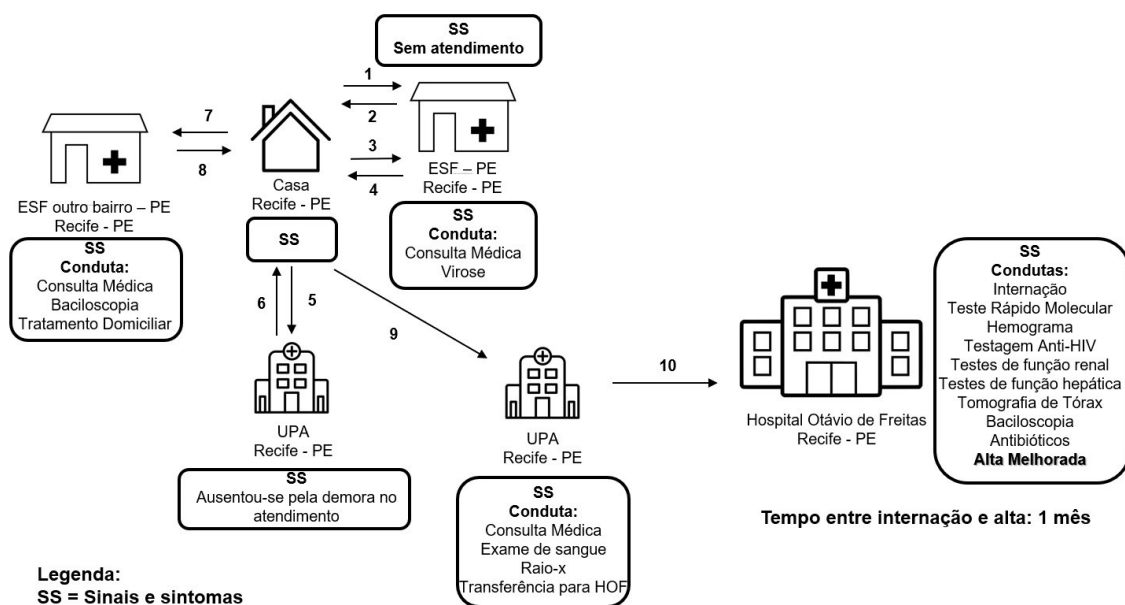 SS
Sem atendimento
1
2
3
4
ESF – PE
Recife - PE
SS
Conduta:
Consulta Médica
Virose
7
8
ESF outro bairro – PE
Recife - PE
SS
Conduta:
Consulta Médica
Baciloscopia
Tratamento Domiciliar
Casa
Recife - PE
SS
6
5
9
UPA
Recife - PE
SS
Ausentou-se pela demora no
atendimento
UPA
Recife - PE
SS
Conduta:
Consulta Médica
Exame de sangue
Raio-x
Transferência para HOF
10
Hospital Otávio de Freitas
Recife - PE
SS
Condutas:
Internação
Teste Rápido Molecular
Hemograma
Testagem Anti-HIV
Testes de função renal
Testes de função hepática
Tomografia de Tórax
Baciloscopia
Antibióticos
Alta Melhorada
Tempo entre internação e alta: 1 mês
Legenda:
SS = Sinais e sintomas